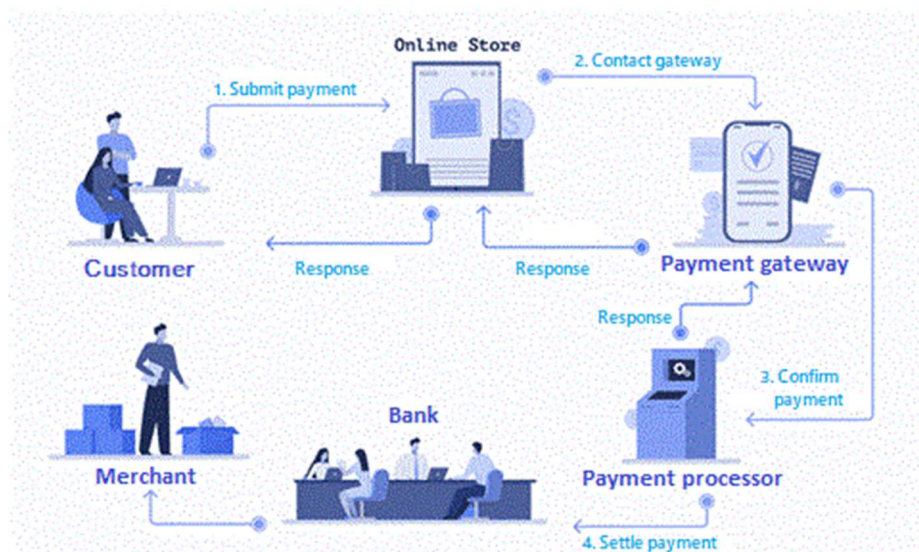 Online Store
2. Contact gateway
1. Submit payment
Customer
Response
Response
Payment gateway
Response
3. Confirm
payment
Bank
Merchant
Payment processor
4. Settle payment